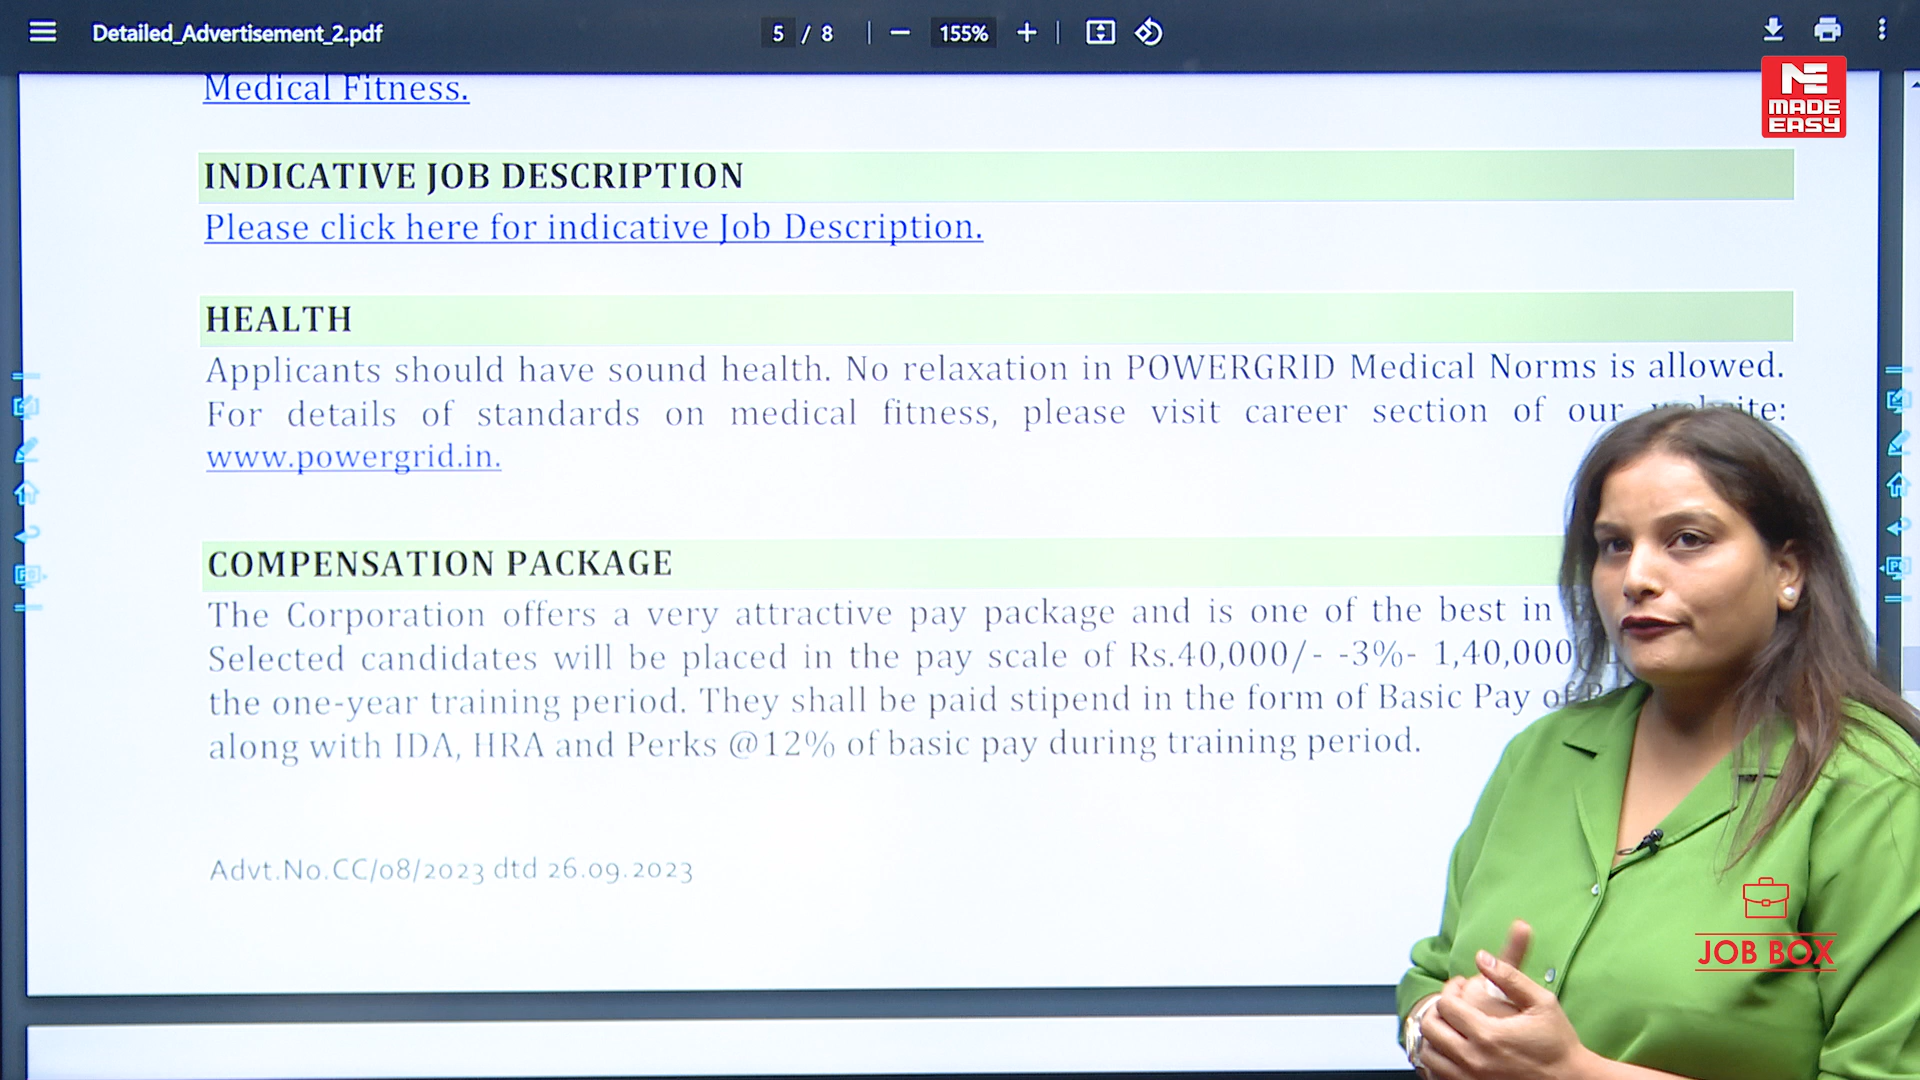 Detailed_Advertisement_2.pdf
5 / 8
155%
Medical Fitness.
MADE
EASY
INDICATIVE JOB DESCRIPTION
Please click here for indicative Job Description.
HEALTH
Applicants should have sound health. No relaxation in POWERGRID Medical Norms is allowed.
For details of standards on medical fitness, please visit career section of our
www.powergrid.in.
COMPENSATION PACKAGE
The Corporation offers a very attractive pay package and is one of the best in
Selected candidates will be placed in the pay scale of Rs.40,000/- -3%- 1,40,000
the one-year training period. They shall be paid stipend in the form of Basic Pay of
along with IDA, HRA and Perks @12% of basic pay during training period.
Advt.No.CC/08/2023 dtd 26.09.2023
JOB BOX